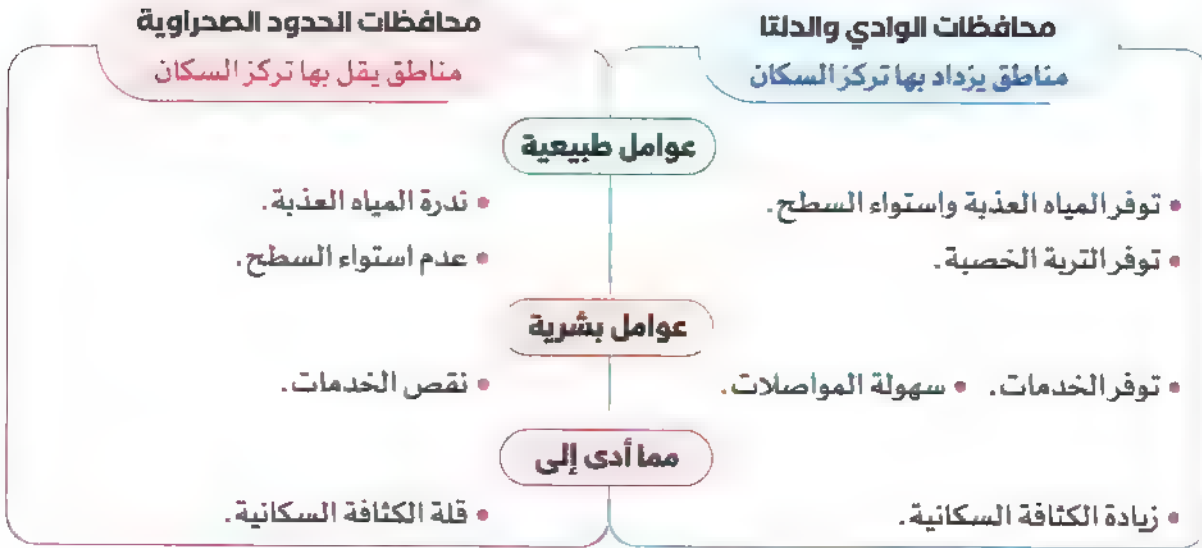 محافظات الوادي والدلتا
مناطق يزداد بها تركز السكان
محافظات الحدود الصحراوية
مناطق يقل بها تركز السكان
عوامل طبيعية
• توفر المياه العذبة واستواء السطح.
• توفر التربة الخصبة.
• ندرة المياه العذبة.
• عدم استواء السطح.
عوامل بشرية
• توفر الخدمات. • سهولة المواصلات.
• نقص الخدمات.
مما أدى إلى
• زيادة الكثافة السكانية.
• قلة الكثافة السكانية.